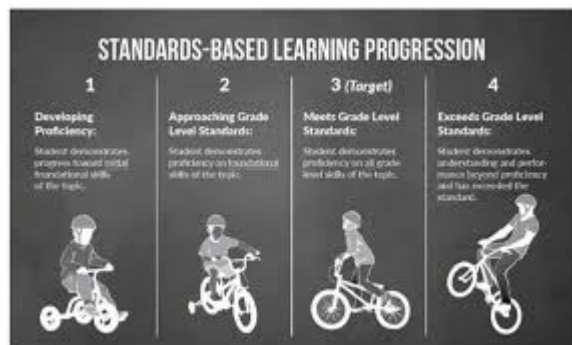 STANDARDS-BASED LEARNING PROGRESSION
1
Developing
Proficiency:
Student demonstrates
progress toward initial
foundational skills
of the topic.
2
Approaching Grade
Level Standards:
Student demonstrates
proficiency on foundational
skills of the topic.
3 (Target)
Meets Grade Level
Standards:
Student demonstrates
proficiency on all grade
level skills of the topic.
4
Exceeds Grade Level
Standards:
Student demonstrates
understanding and perfor-
mance beyond proficiency
and has exceeded the
standard.